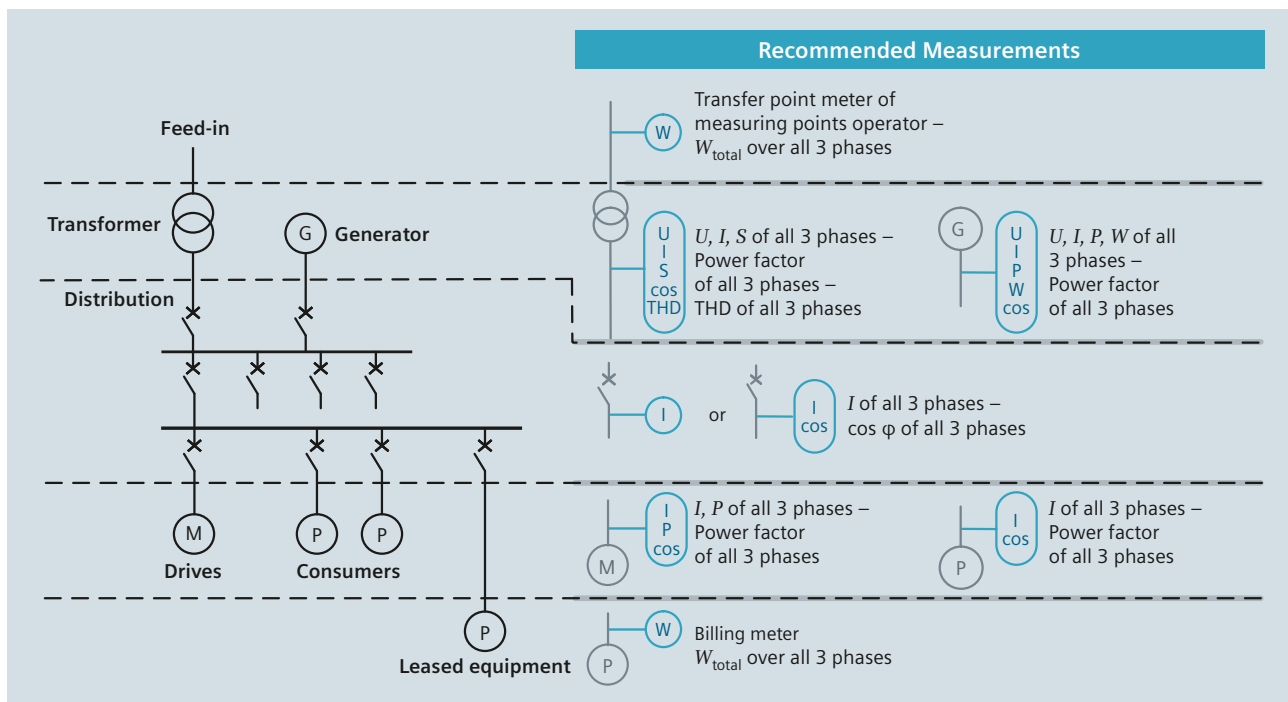 Recommended Measurements
Feed-in
W
Transfer point meter of
measuring points operator –
Wtotal over all 3 phases
Transformer
G
Generator
U
I
S
cos
THD
U, I, S of all 3 phases –
Power factor
of all 3 phases –
THD of all 3 phases
G
U
I
P
W
cos
U, I, P, W of all
3 phases –
Power factor
of all 3 phases
Distribution
I
or
I
cos
I of all 3 phases –
cos φ of all 3 phases
M
Drives
P
P
Consumers
I
P
cos
M
I, P of all 3 phases –
Power factor
of all 3 phases
I
cos
P
I of all 3 phases –
Power factor
of all 3 phases
P
Leased equipment
W
P
Billing meter
Wtotal over all 3 phases